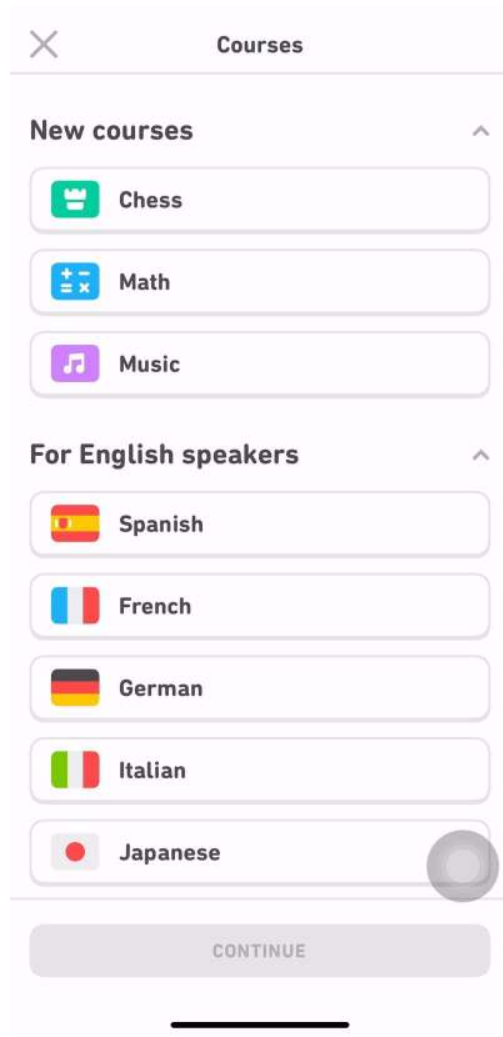 Courses
New courses
Chess
Math
Music
For English speakers
Spanish
French
German
Italian
Japanese
CONTINUE